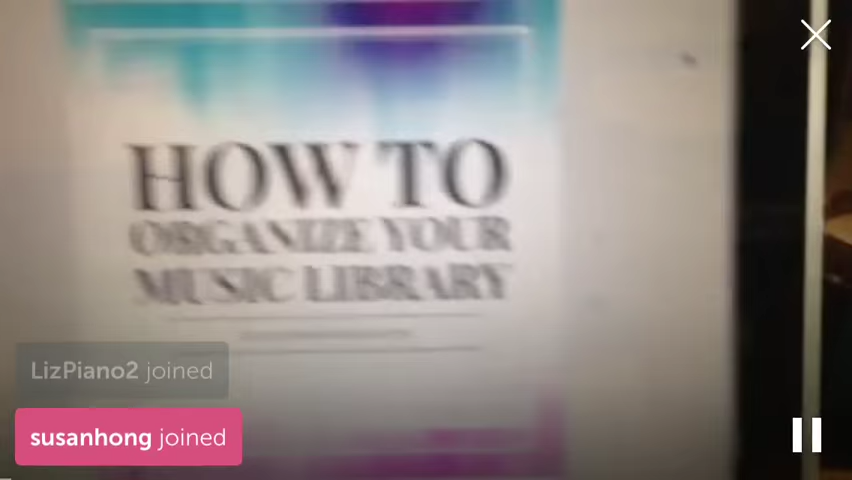 HOW TO
ORGANIZE YOUR
MUSIC LIBRARY
LizPiano2 joined
susanhong joined